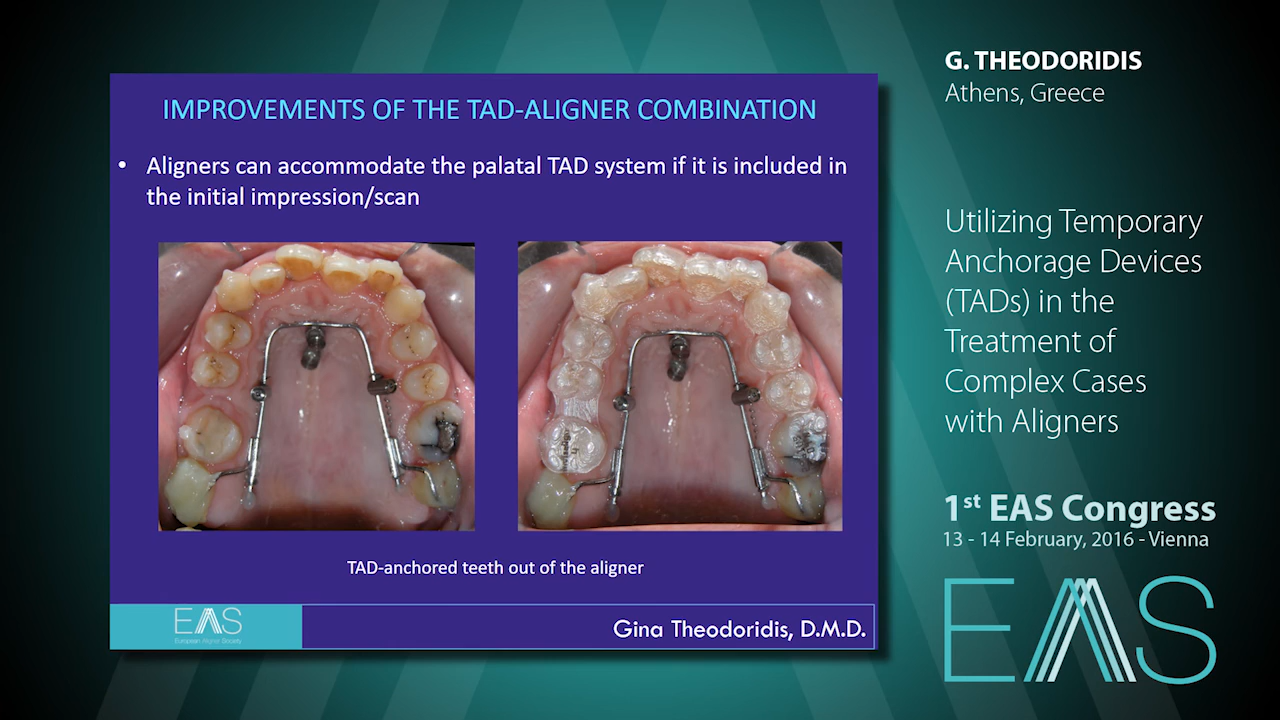 IMPROVEMENTS OF THE TAD-ALIGNER COMBINATION
• Aligners can accommodate the palatal TAD system if it is included in
the initial impression/scan
TAD-anchored teeth out of the aligner
EAS
European Aligner Society
Gina Theodoridis, D.M.D.
G. THEODORIDIS
Athens, Greece
Utilizing Temporary
Anchorage Devices
(TADs) in the
Treatment of
Complex Cases
with Aligners
1st EAS Congress
13 - 14 February, 2016 - Vienna
EAS